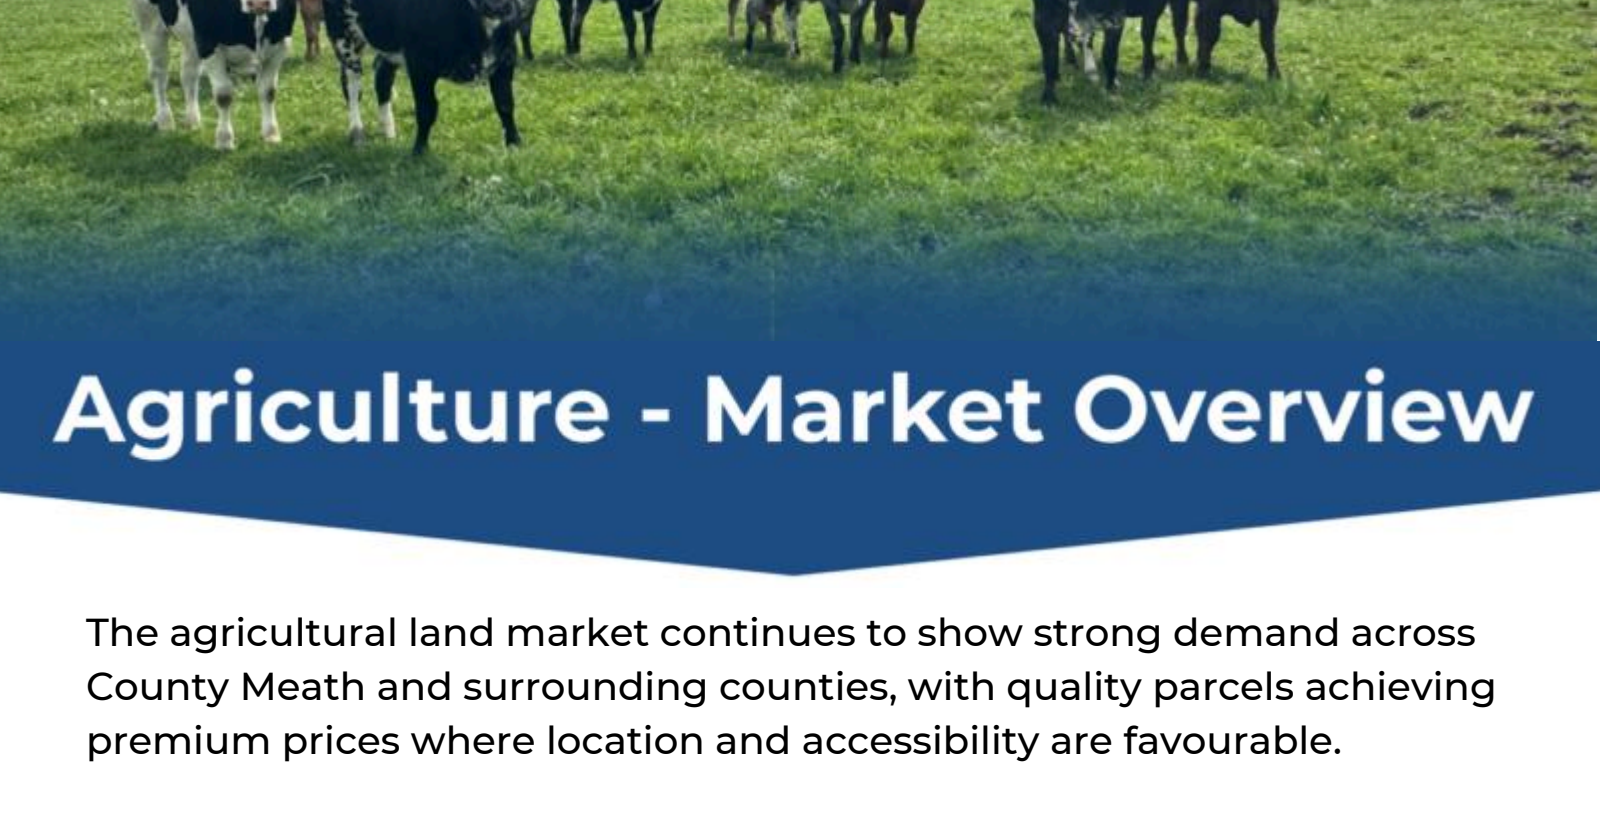 Agriculture - Market Overview
The agricultural land market continues to show strong demand across
County Meath and surrounding counties, with quality parcels achieving
premium prices where location and accessibility are favourable.